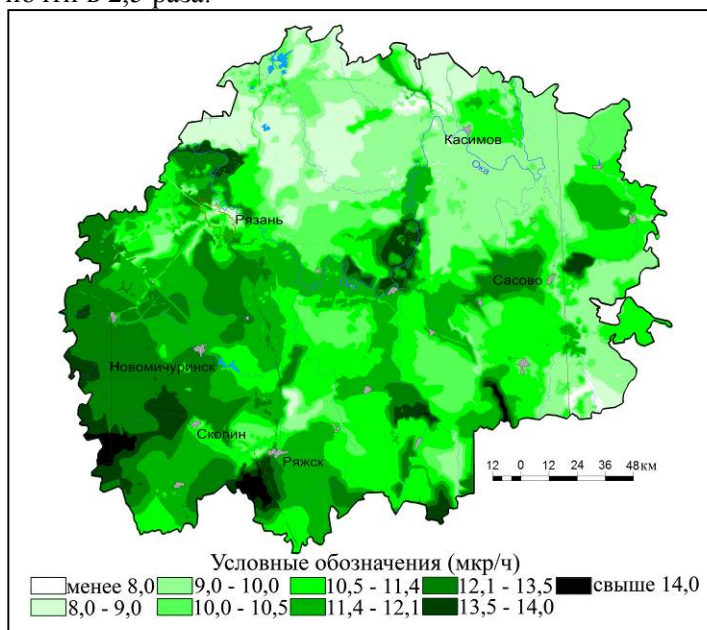 почти в 2,5 раза.
Касимов
Ока
Рязань
Сасово
Новомичуринск
Скопин
Ряжск
12 0 12 24 36 48 км
Условные обозначения (мкр/ч)
менее 8,0 9,0 - 10,0 10,5 - 11,4 12,1 - 13,5 свыше 14,0
8,0 - 9,0 10,0 - 10,5 11,4 - 12,1 13,5 - 14,0